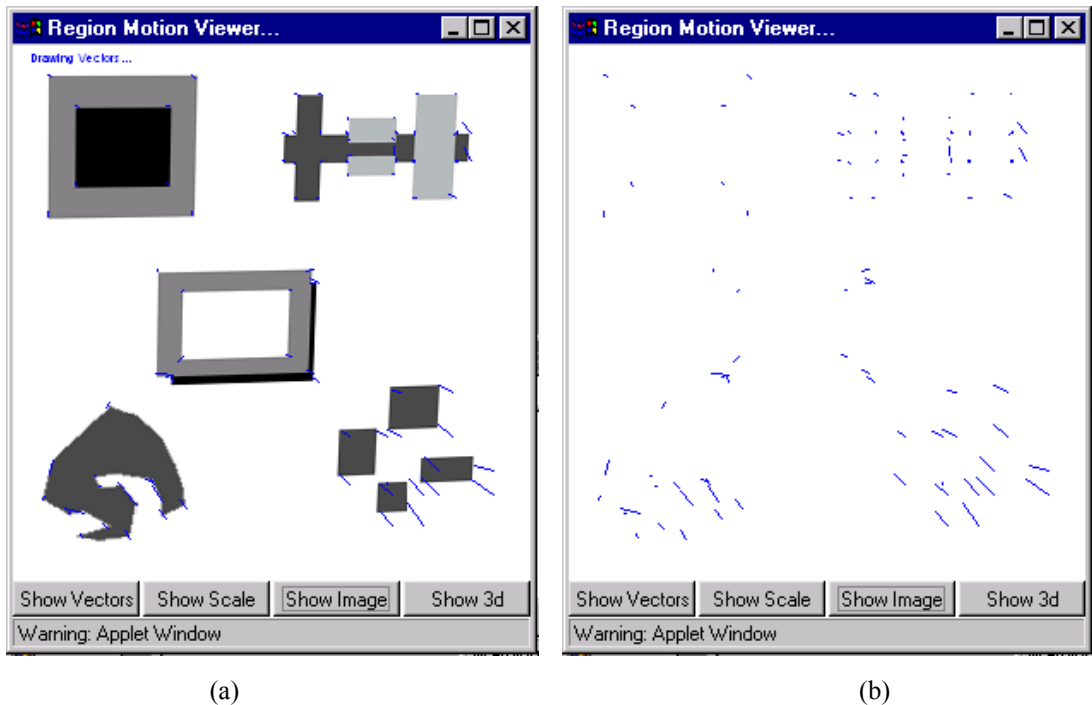 Region Motion Viewer...
Drawing Vectors...
Show Vectors Show Scale Show Image Show 3d
Warning: Applet Window
(a)
Region Motion Viewer...
Show Vectors Show Scale Show Image Show 3d
Warning: Applet Window
(b)